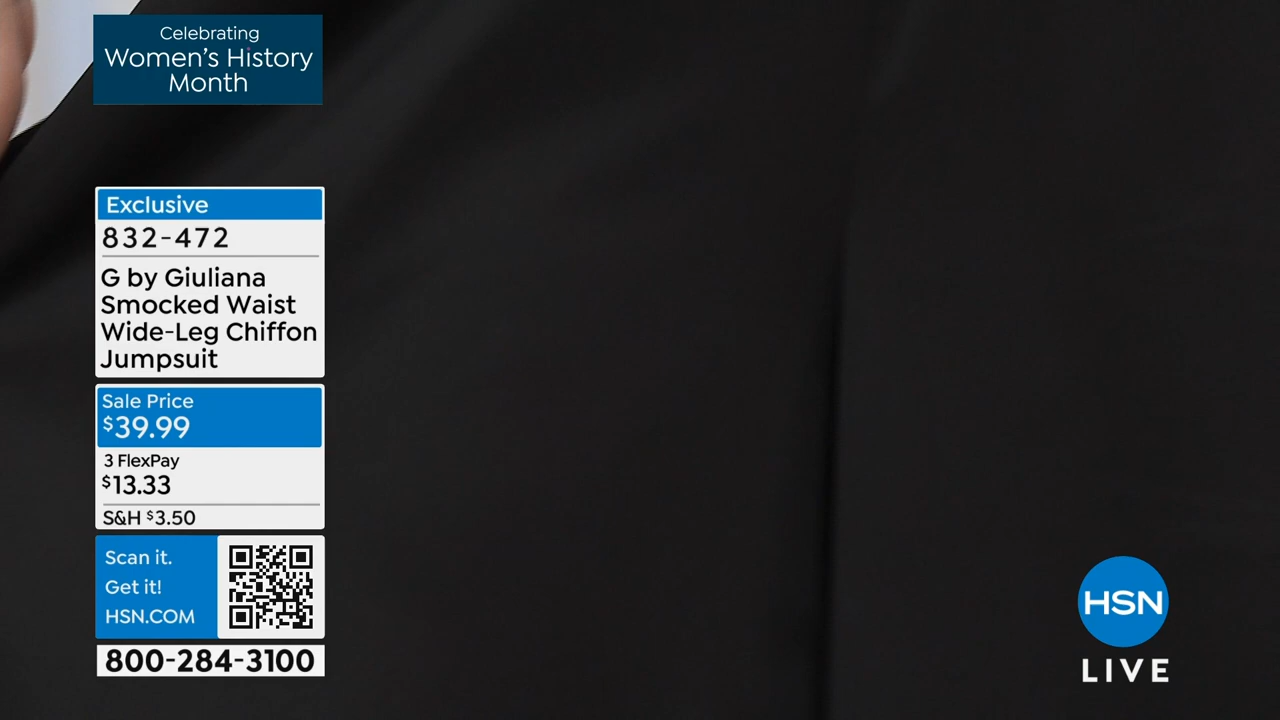 Celebrating
Women's History
Month
Exclusive
832-472
G by Giuliana
Smocked Waist
Wide-Leg Chiffon
Jumpsuit
Sale Price
$39.99
3 FlexPay
$13.33
S&H $3.50
Scan it.
Get it!
HSN.COM
800-284-3100
HSN
LIVE